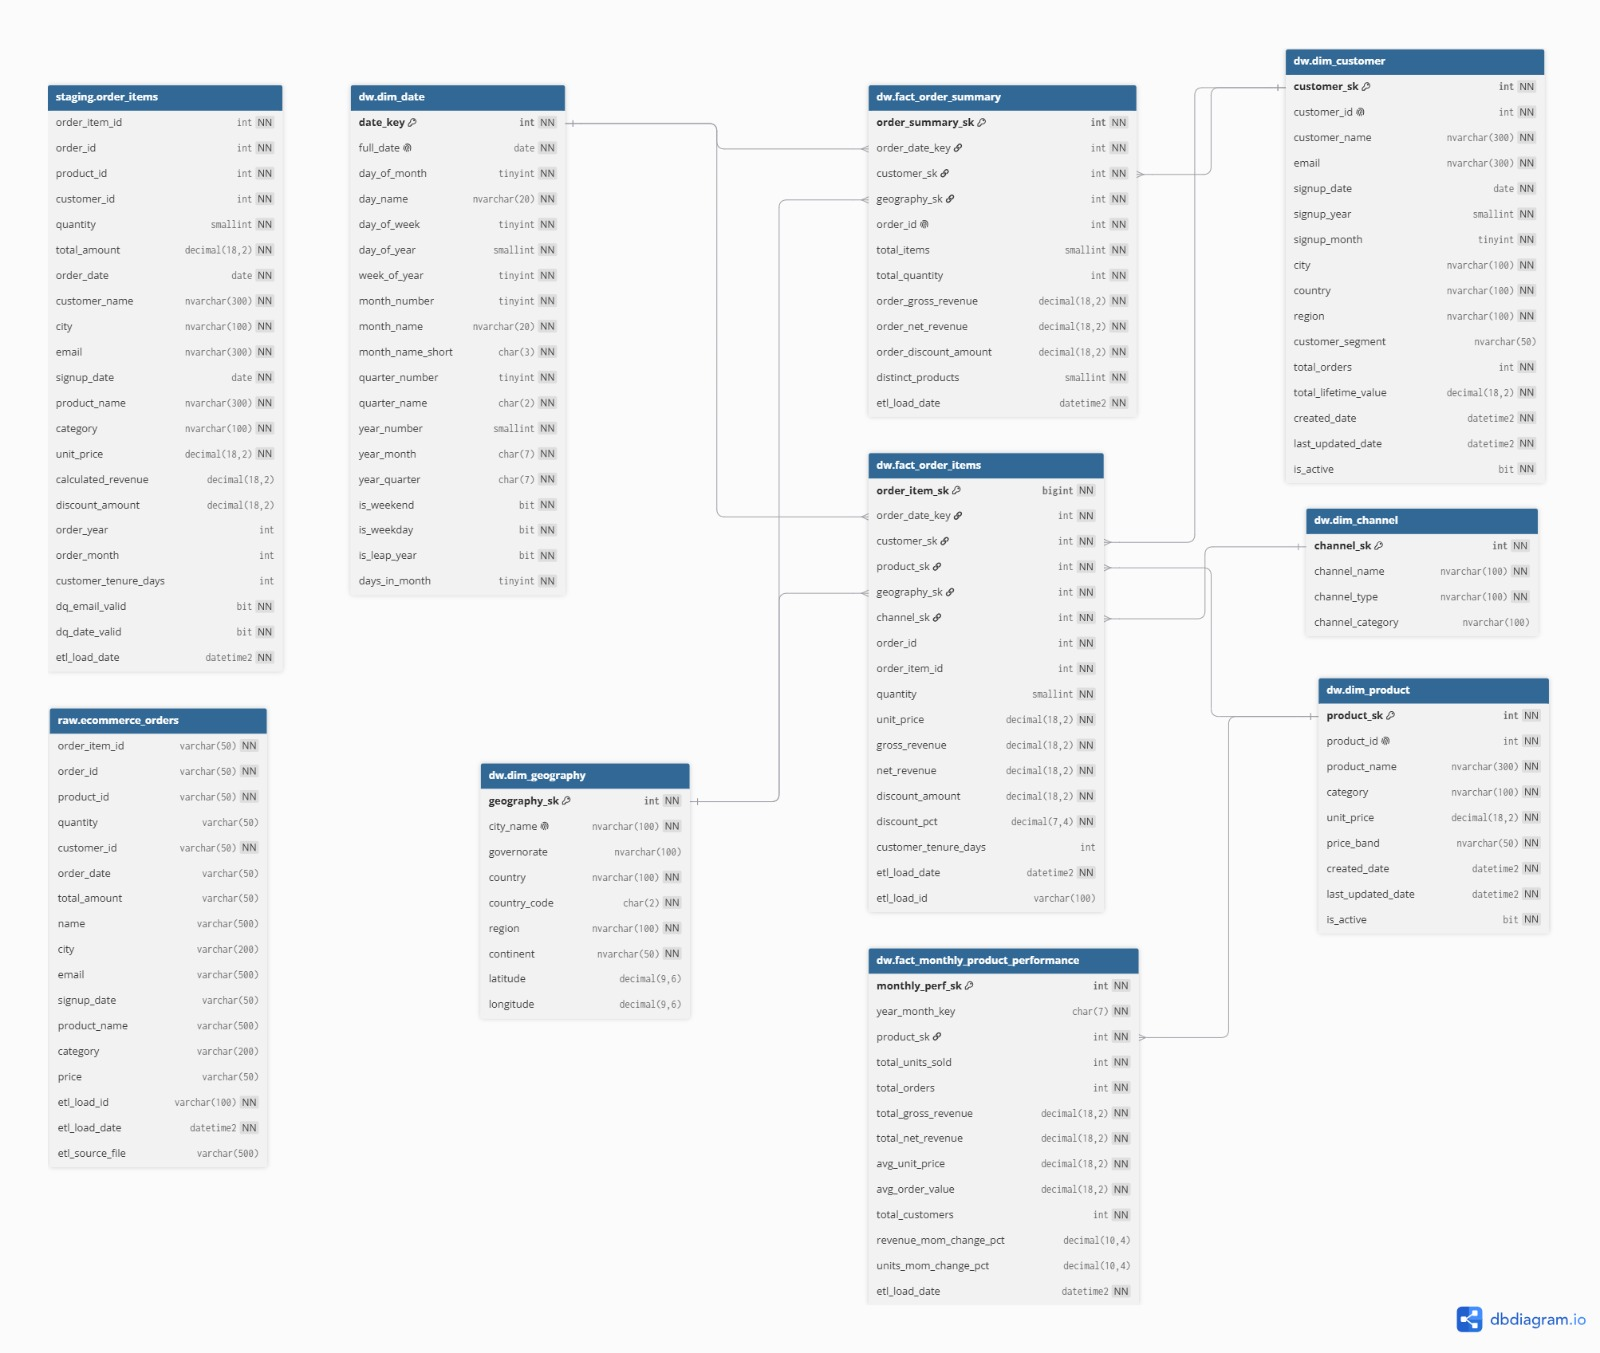 staging.order_items
order_item_id int NN
order_id int NN
product_id int NN
customer_id int NN
quantity smallint NN
total_amount decimal(18,2) NN
order_date date NN
customer_name nvarchar(300) NN
city nvarchar(100) NN
email nvarchar(300) NN
signup_date date NN
product_name nvarchar(300) NN
category nvarchar(100) NN
unit_price decimal(18,2) NN
calculated_revenue decimal(18,2)
discount_amount decimal(18,2)
order_year int
order_month int
customer_tenure_days int
dq_email_valid bit NN
dq_date_valid bit NN
etl_load_date datetime2 NN
raw.ecommerce_orders
order_item_id varchar(50) NN
order_id varchar(50) NN
product_id varchar(50) NN
quantity varchar(50)
customer_id varchar(50) NN
order_date varchar(50)
total_amount varchar(50)
name varchar(500)
city varchar(200)
email varchar(500)
signup_date varchar(50)
product_name varchar(500)
category varchar(200)
price varchar(50)
etl_load_id varchar(100) NN
etl_load_date datetime2 NN
etl_source_file varchar(500)
dw.dim_date
date_key int NN
full_date date NN
day_of_month tinyint NN
day_name nvarchar(20) NN
day_of_week tinyint NN
day_of_year smallint NN
week_of_year tinyint NN
month_number tinyint NN
month_name nvarchar(20) NN
month_name_short char(3) NN
quarter_number tinyint NN
quarter_name char(2) NN
year_number smallint NN
year_month char(7) NN
year_quarter char(7) NN
is_weekend bit NN
is_weekday bit NN
is_leap_year bit NN
days_in_month tinyint NN
dw.dim_geography
geography_sk int NN
city_name nvarchar(100) NN
governorate nvarchar(100)
country nvarchar(100) NN
country_code char(2) NN
region nvarchar(100) NN
continent nvarchar(50) NN
latitude decimal(9,6)
longitude decimal(9,6)
dw.fact_order_summary
order_summary_sk int NN
order_date_key int NN
customer_sk int NN
geography_sk int NN
order_id int NN
total_items smallint NN
total_quantity int NN
order_gross_revenue decimal(18,2) NN
order_net_revenue decimal(18,2) NN
order_discount_amount decimal(18,2) NN
distinct_products smallint NN
etl_load_date datetime2 NN
dw.fact_order_items
order_item_sk bigint NN
order_date_key int NN
customer_sk int NN
product_sk int NN
geography_sk int NN
channel_sk int NN
order_id int NN
order_item_id int NN
quantity smallint NN
unit_price decimal(18,2) NN
gross_revenue decimal(18,2) NN
net_revenue decimal(18,2) NN
discount_amount decimal(18,2) NN
discount_pct decimal(7,4) NN
customer_tenure_days int
etl_load_date datetime2 NN
etl_load_id varchar(100)
dw.fact_monthly_product_performance
monthly_perf_sk int NN
year_month_key char(7) NN
product_sk int NN
total_units_sold int NN
total_orders int NN
total_gross_revenue decimal(18,2) NN
total_net_revenue decimal(18,2) NN
avg_unit_price decimal(18,2) NN
avg_order_value decimal(18,2) NN
total_customers int NN
revenue_mom_change_pct decimal(10,4)
units_mom_change_pct decimal(10,4)
etl_load_date datetime2 NN
dw.dim_customer
customer_sk int NN
customer_id int NN
customer_name nvarchar(300) NN
email nvarchar(300) NN
signup_date date NN
signup_year smallint NN
signup_month tinyint NN
city nvarchar(100) NN
country nvarchar(100) NN
region nvarchar(100) NN
customer_segment nvarchar(50)
total_orders int NN
total_lifetime_value decimal(18,2) NN
created_date datetime2 NN
last_updated_date datetime2 NN
is_active bit NN
dw.dim_channel
channel_sk int NN
channel_name nvarchar(100) NN
channel_type nvarchar(100) NN
channel_category nvarchar(100)
dw.dim_product
product_sk int NN
product_id int NN
product_name nvarchar(300) NN
category nvarchar(100) NN
unit_price decimal(18,2) NN
price_band nvarchar(50) NN
created_date datetime2 NN
last_updated_date datetime2 NN
is_active bit NN
dbdiagram.io